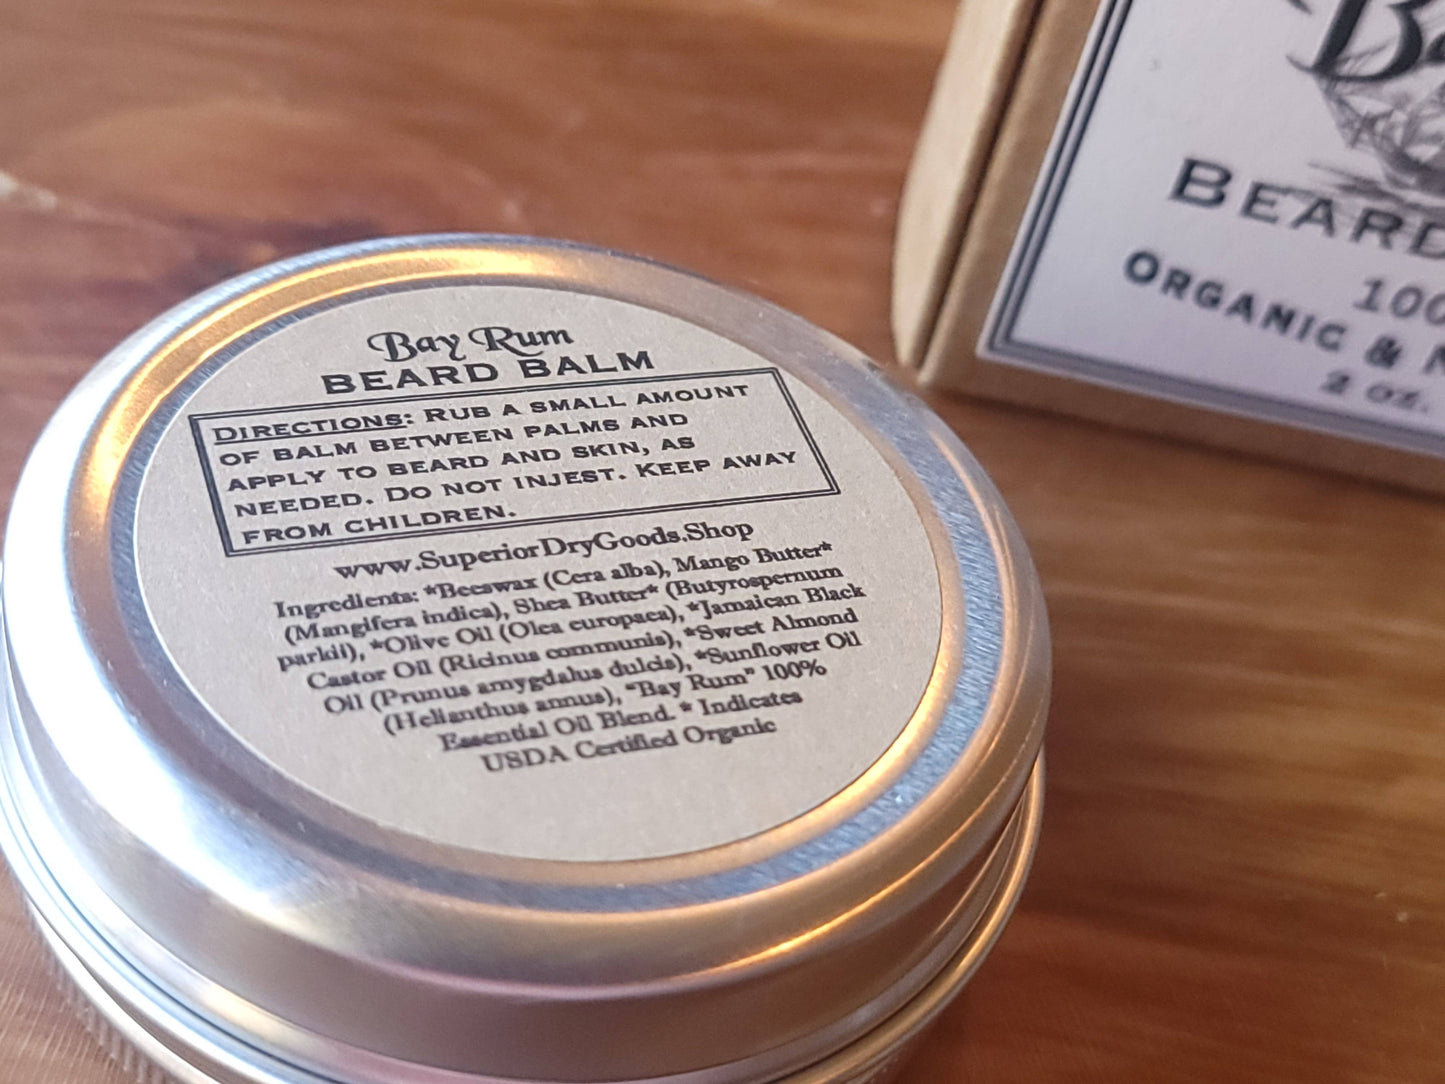 Bay Rum
BEARD BALM
DIRECTIONS: RUB A SMALL AMOUNT
OF BALM BETWEEN PALMS AND
APPLY TO BEARD AND SKIN, AS
NEEDED. DO NOT INJEST. KEEP AWAY
FROM CHILDREN.
www.SuperiorDryGoods.Shop
Ingredients: *Beeswax (Cera alba), Mango Butter*
(Mangifera indica), Shea Butter* (Butyrospernum
parkii), *Olive Oil (Olea europaea), *Jamaican Black
Castor Oil (Ricinus communis), *Sweet Almond
Oil (Prunus amygdalus dulcis), *Sunflower Oil
(Helianthus annus), "Bay Rum" 100%
Essential Oil Blend. * Indicates
USDA Certified Organic
Ba
BEARD
100
ORGANIC & N
2 OZ.